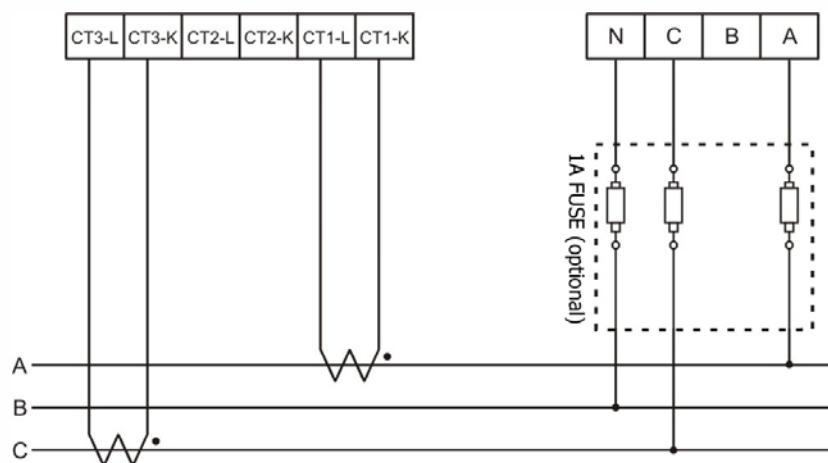 CT3-L CT3-K CT2-L CT2-K CT1-L CT1-K
N C B A
1A FUSE (optional)
A
B
C